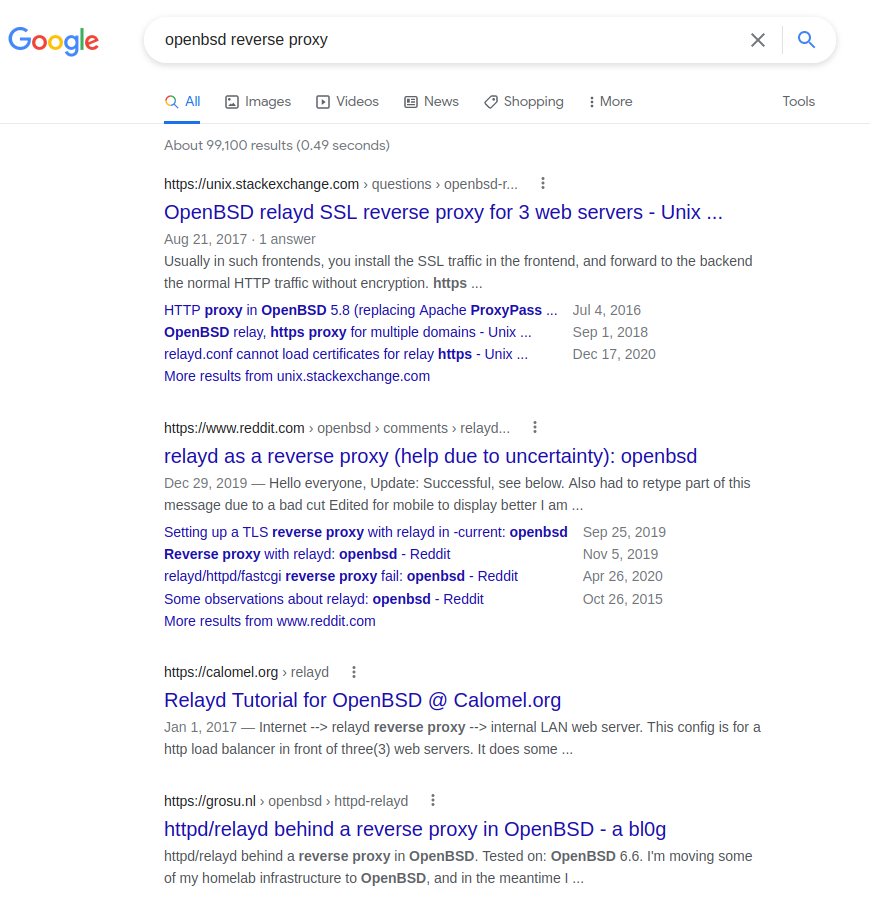 Google
openbsd reverse proxy
All Images Videos News Shopping More Tools
About 99,100 results (0.49 seconds)
https://unix.stackexchange.com › questions › openbsd-r...
OpenBSD relayd SSL reverse proxy for 3 web servers - Unix ...
Aug 21, 2017 · 1 answer
Usually in such frontends, you install the SSL traffic in the frontend, and forward to the backend
the normal HTTP traffic without encryption. https ...
HTTP proxy in OpenBSD 5.8 (replacing Apache ProxyPass ... Jul 4, 2016
OpenBSD relay, https proxy for multiple domains - Unix ... Sep 1, 2018
relayd.conf cannot load certificates for relay https - Unix ... Dec 17, 2020
More results from unix.stackexchange.com
https://www.reddit.com › openbsd › comments › relayd...
relayd as a reverse proxy (help due to uncertainty): openbsd
Dec 29, 2019 — Hello everyone, Update: Successful, see below. Also had to retype part of this
message due to a bad cut Edited for mobile to display better I am ...
Setting up a TLS reverse proxy with relayd in -current: openbsd Sep 25, 2019
Reverse proxy with relayd: openbsd - Reddit Nov 5, 2019
relayd/httpd/fastcgi reverse proxy fail: openbsd - Reddit Apr 26, 2020
Some observations about relayd: openbsd - Reddit Oct 26, 2015
More results from www.reddit.com
https://calomel.org › relayd
Relayd Tutorial for OpenBSD @ Calomel.org
Jan 1, 2017 — Internet --> relayd reverse proxy --> internal LAN web server. This config is for a
http load balancer in front of three(3) web servers. It does some ...
https://grosu.nl › openbsd › httpd-relayd
httpd/relayd behind a reverse proxy in OpenBSD - a bl0g
httpd/relayd behind a reverse proxy in OpenBSD. Tested on: OpenBSD 6.6. I'm moving some
of my homelab infrastructure to OpenBSD, and in the meantime I ...